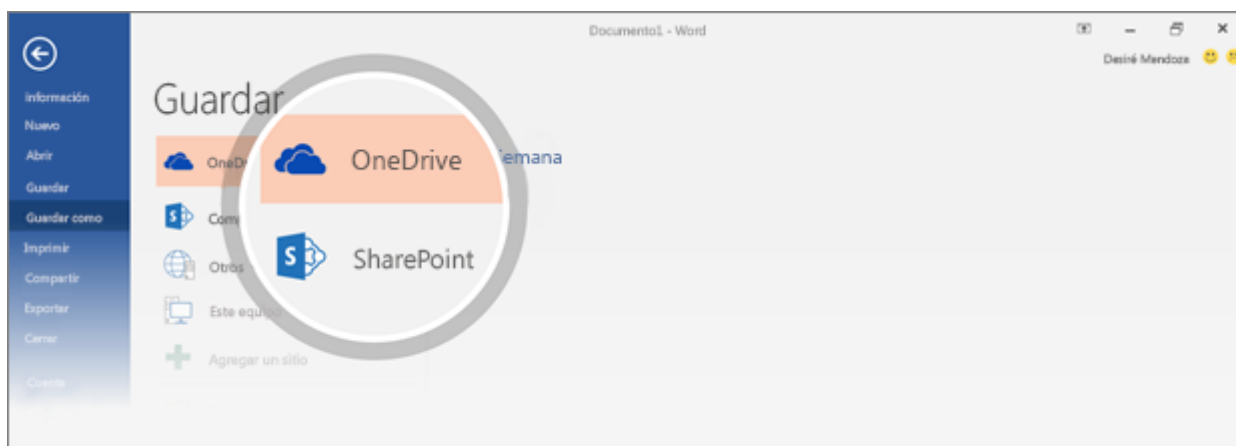 Documento1 - Word
Desiré Mendoza
Información
Nuevo
Abrir
Guardar
Guardar como
Imprimir
Compartir
Exportar
Cerrar
Cuenta
Guardar
OneDrive
SharePoint
Otros
Este equipo
Agregar un sitio